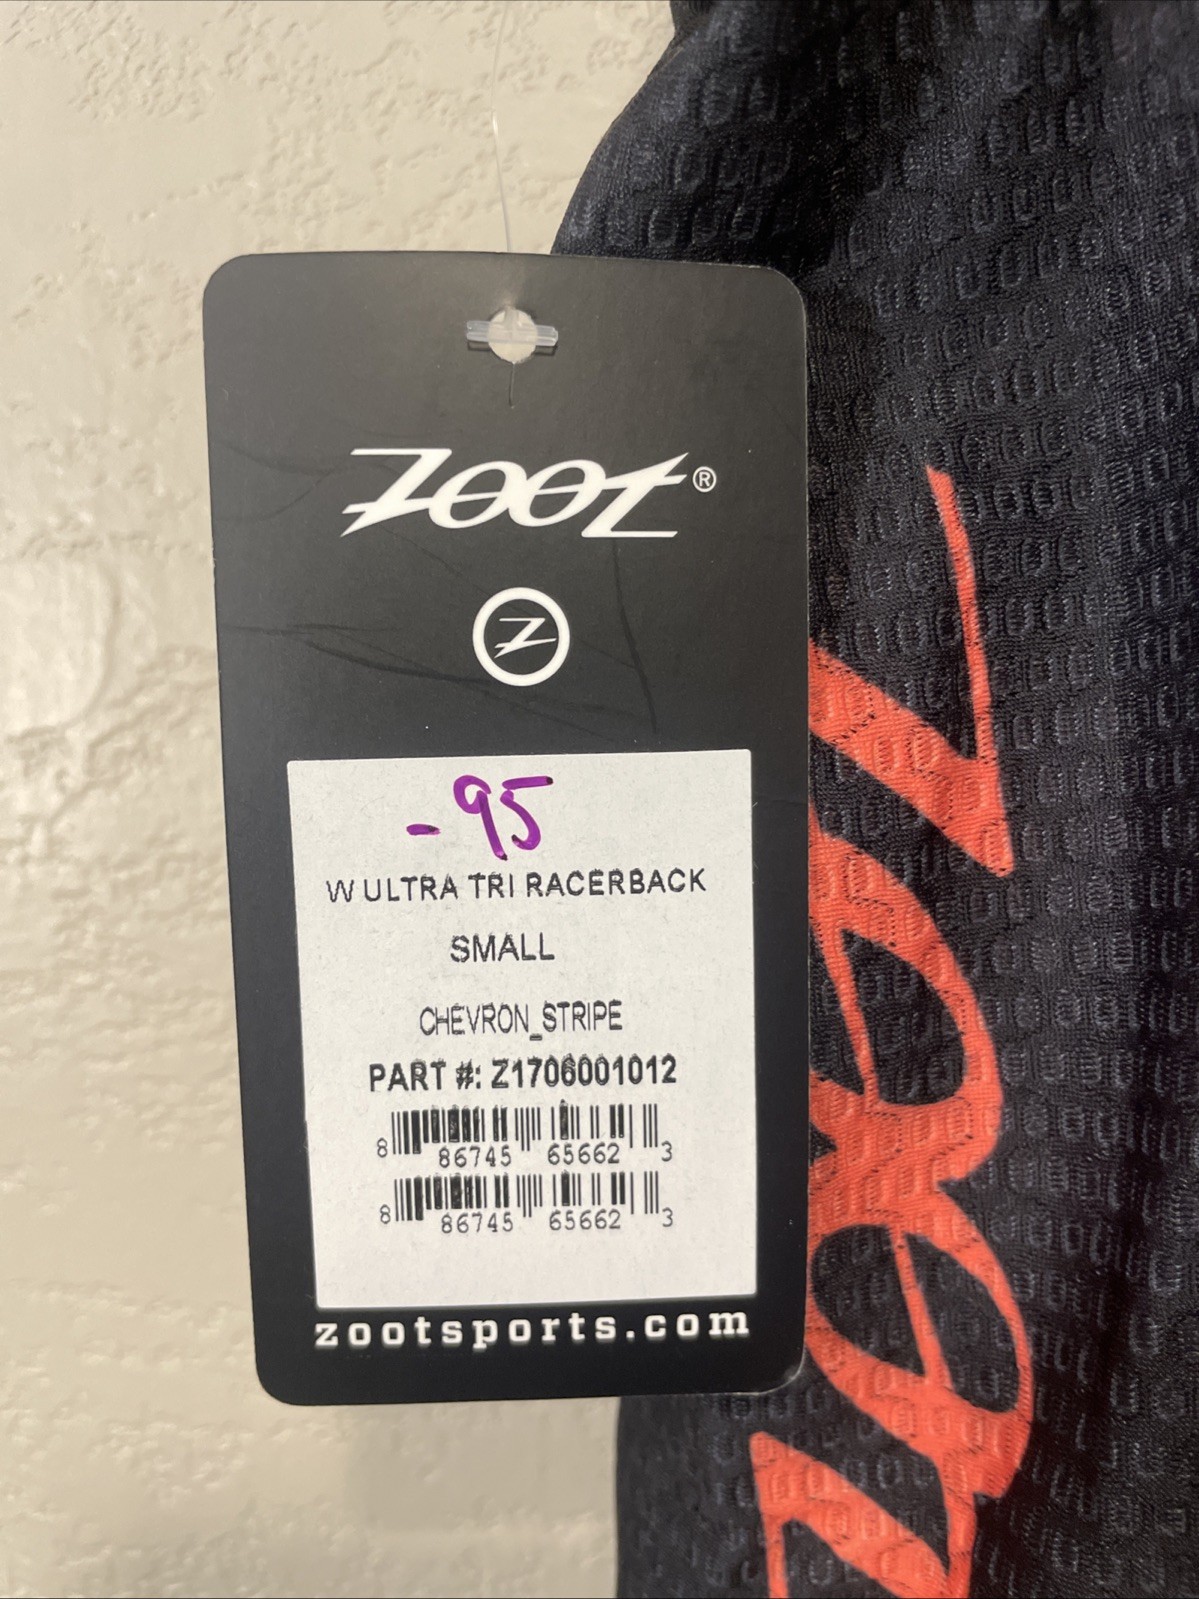 ZOOT®
Z
-95
W ULTRA TRI RACERBACK
SMALL
CHEVRON_STRIPE
PART #: Z1706001012
8 86745 65662 3
8 86745 65662 3
zootsports.com
ZOOT